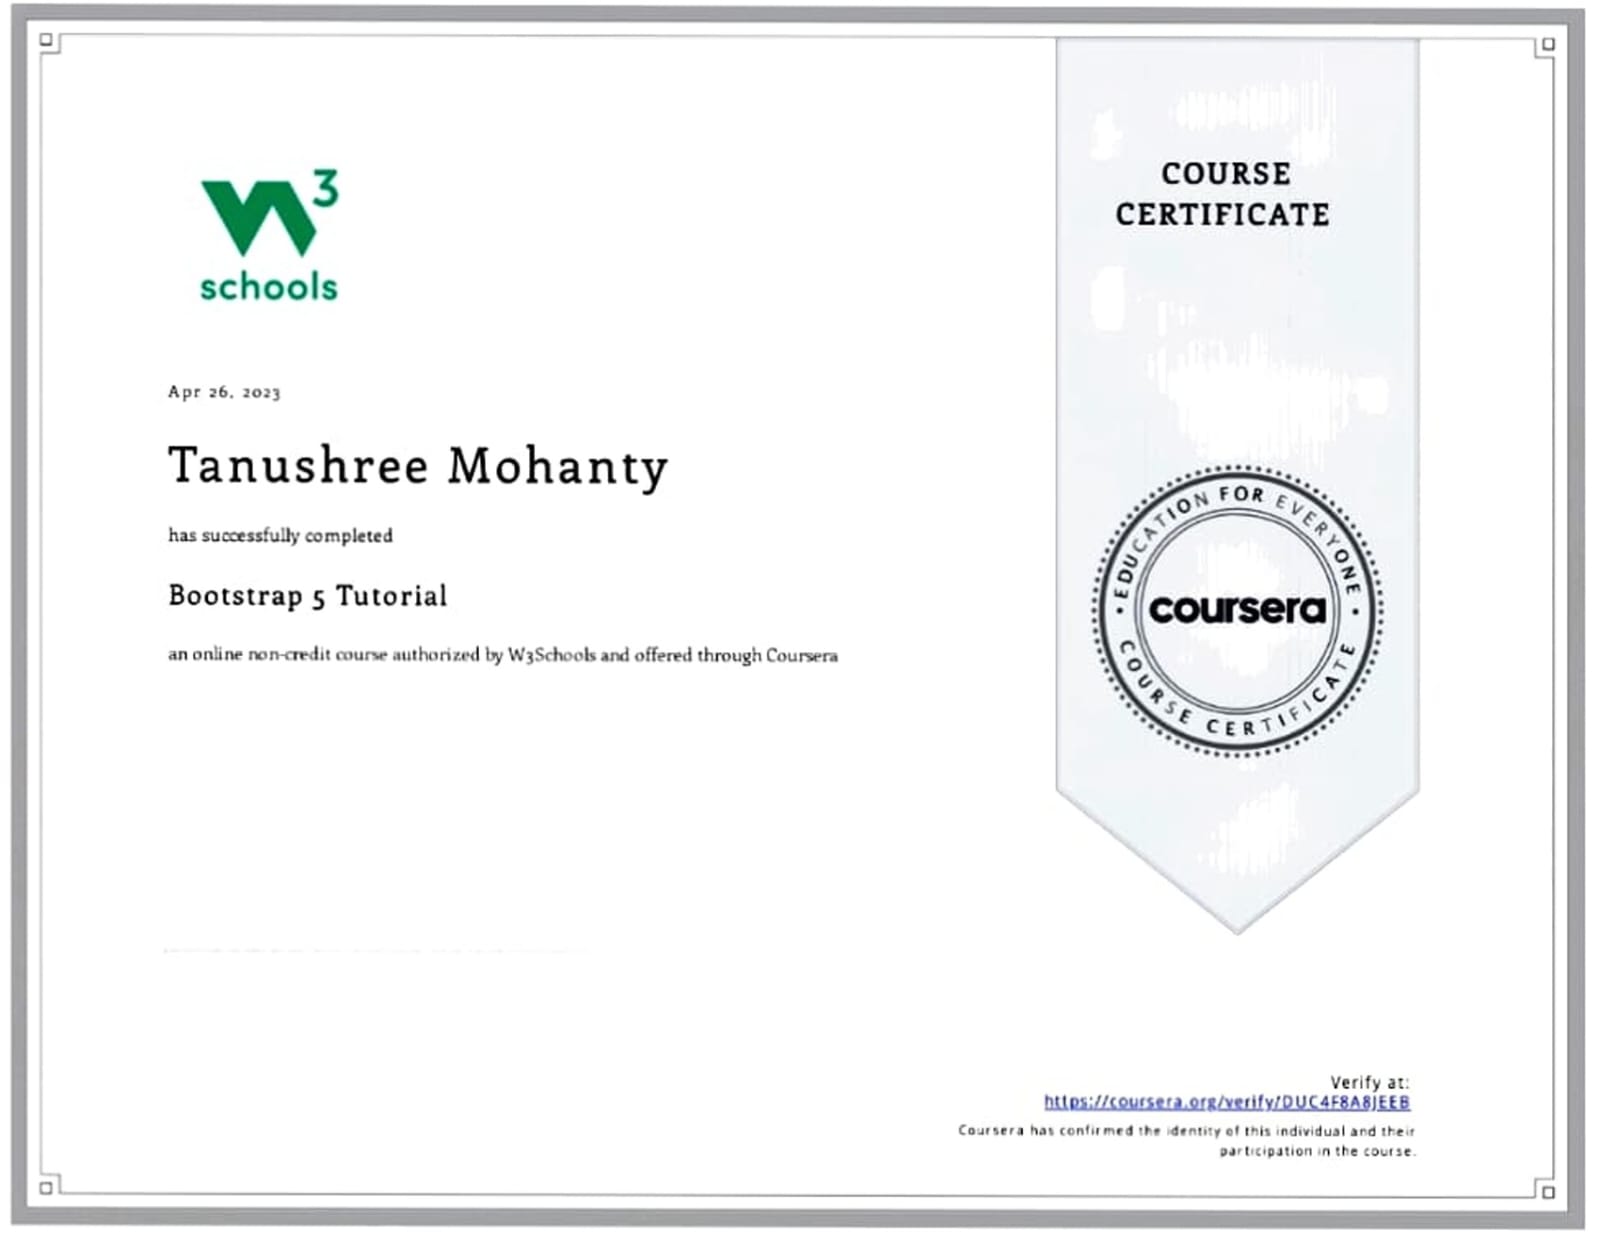 W3
schools
Apr 26, 2023
Tanushree Mohanty
has successfully completed
Bootstrap 5 Tutorial
an online non-credit course authorized by W3Schools and offered through Coursera
COURSE
CERTIFICATE
EDUCATION FOR EVERYONE
coursera
COURSE CERTIFICATE
Verify at:
https://coursera.org/verify/DUC4F8A8JEEB
Coursera has confirmed the identity of this individual and their
participation in the course.